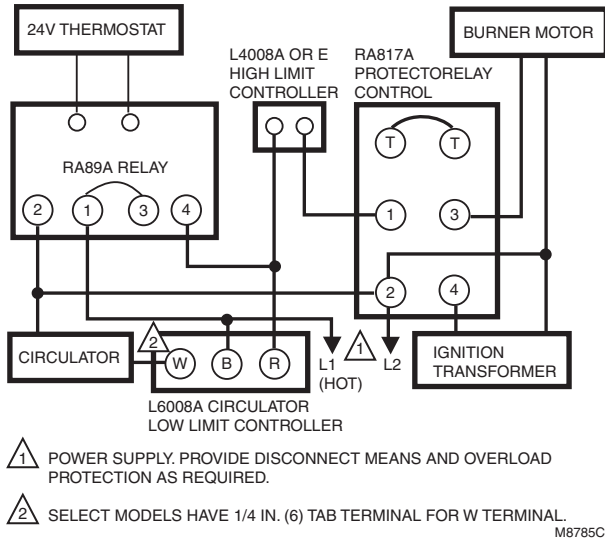 24V THERMOSTAT
L4008A OR E
HIGH LIMIT
CONTROLLER
RA817A
PROTECTORELAY
CONTROL
BURNER MOTOR
RA89A RELAY
T T
2 1 3 4
1 3
2 4
CIRCULATOR
2
W B R
L1
(HOT)
1
L2
IGNITION
TRANSFORMER
L6008A CIRCULATOR
LOW LIMIT CONTROLLER
1 POWER SUPPLY. PROVIDE DISCONNECT MEANS AND OVERLOAD
PROTECTION AS REQUIRED.
2 SELECT MODELS HAVE 1/4 IN. (6) TAB TERMINAL FOR W TERMINAL.
M8785C